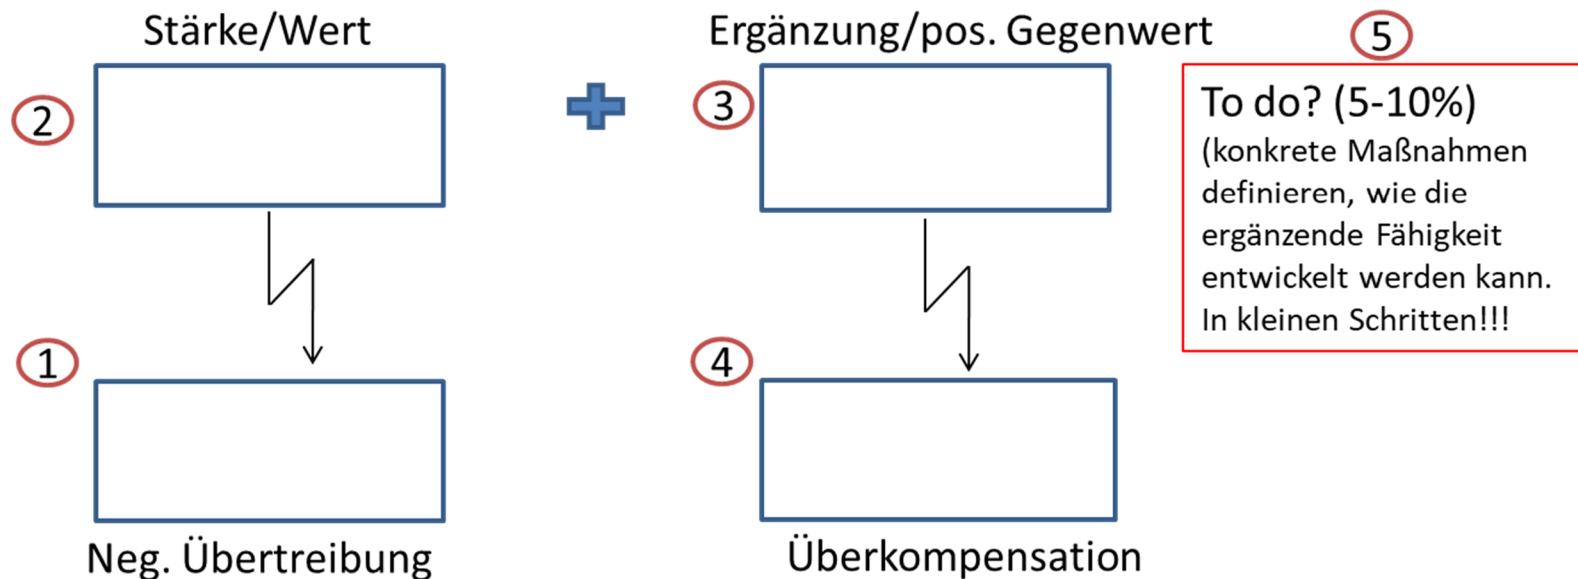 Stärke/Wert
Ergänzung/pos. Gegenwert
5
2
3
To do? (5-10%)
(konkrete Maßnahmen
definieren, wie die
ergänzende Fähigkeit
entwickelt werden kann.
In kleinen Schritten!!!
1
4
Neg. Übertreibung
Überkompensation